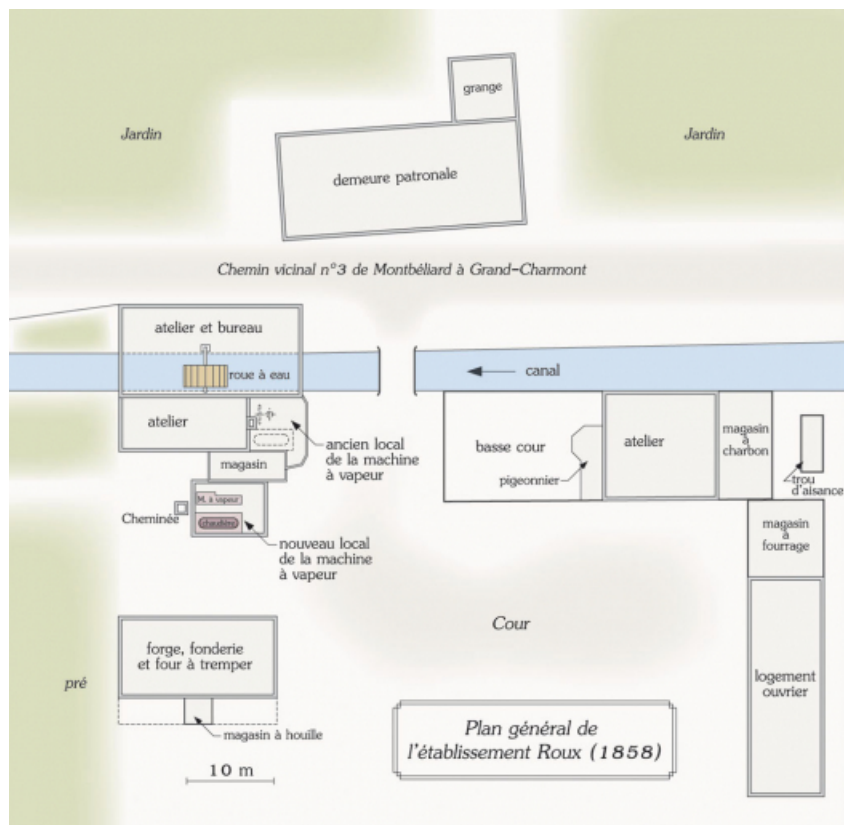 grange
Jardin
Jardin
demeure patronale
Chemin vicinal n°3 de Montbéliard à Grand-Charmont
atelier et bureau
roue à eau
canal
atelier
ancien local
de la machine
à vapeur
magasin
basse cour
pigeonnier
atelier
magasin
à
charbon
trou
d'aisance
M. à vapeur
chaudière
Cheminée
nouveau local
de la machine
à vapeur
magasin
à
fourrage
Cour
forge, fonderie
et four à tremper
pré
logement
ouvrier
magasin à houille
10 m
Plan général de
l'établissement Roux (1858)